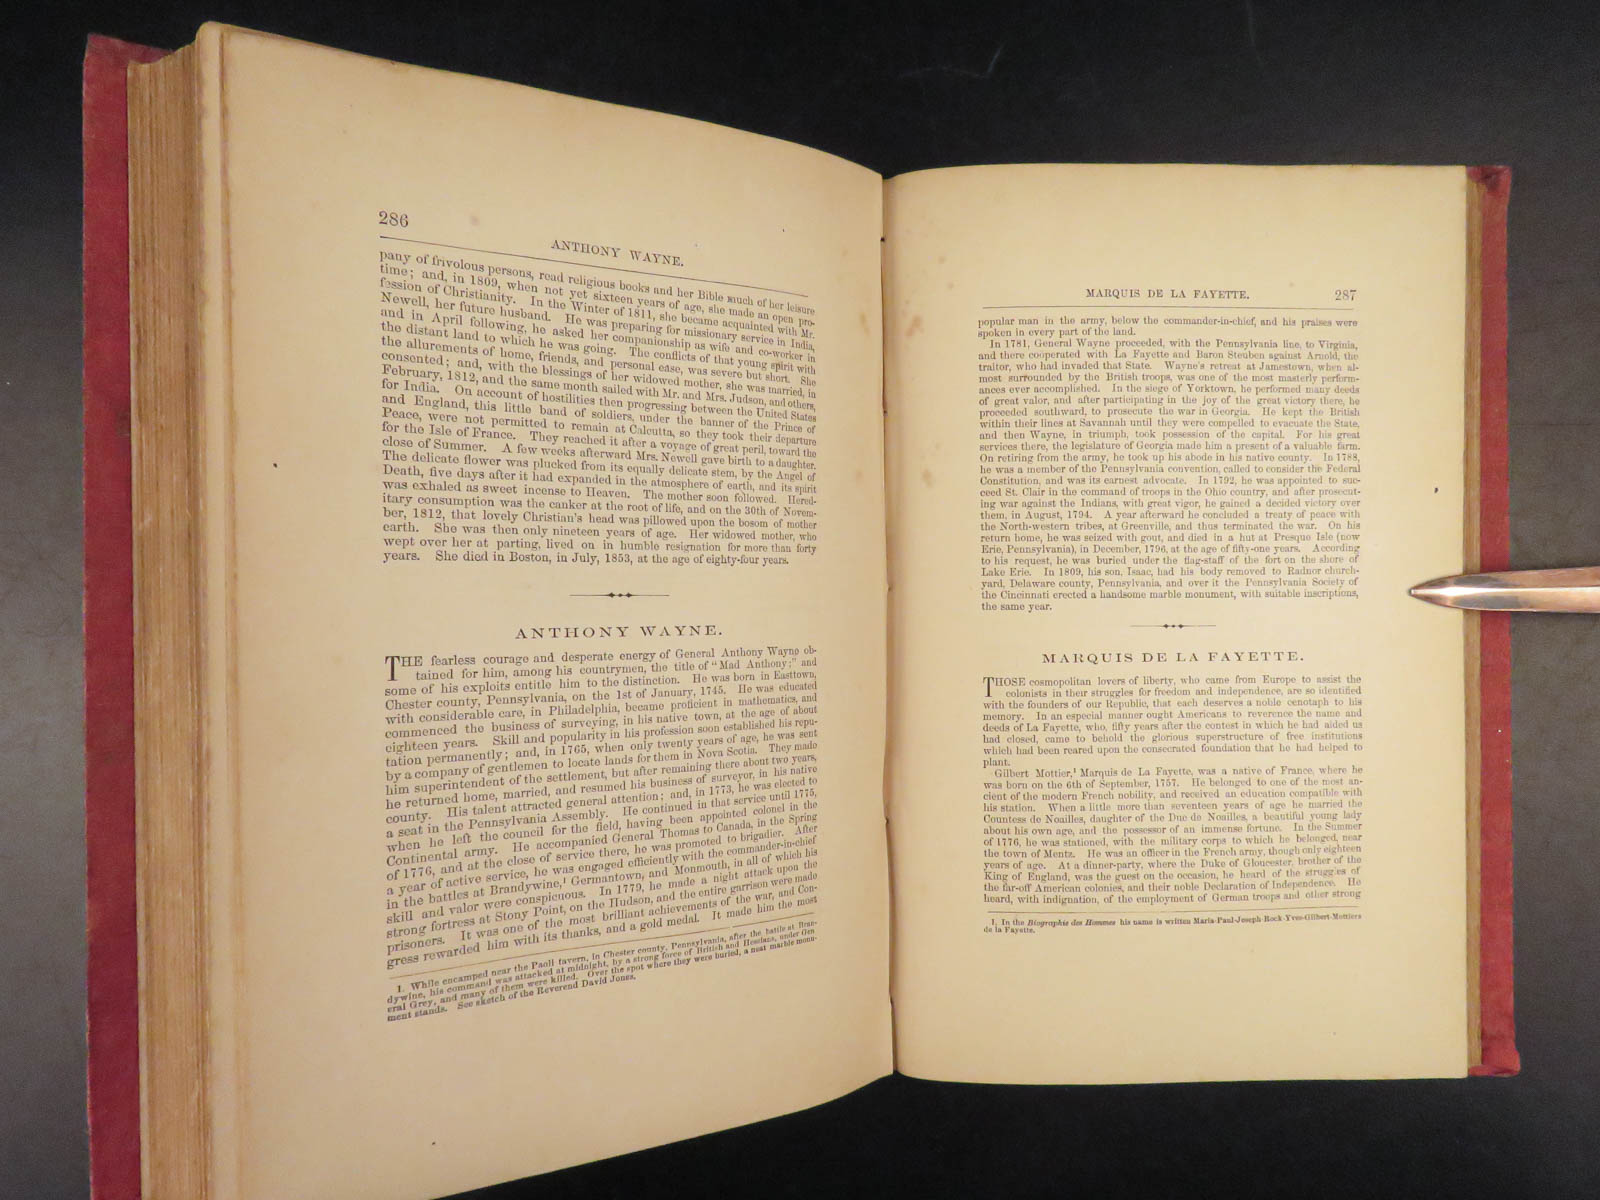 286
ANTHONY WAYNE.
pany of frivolous persons, read religious books and her Bible much of her leisure
time; and, in 1809, when not yet sixteen years of age, she made an open pro-
fession of Christianity. In the Winter of 1811, she became acquainted with Mr.
Newell, her future husband. He was preparing for missionary service in India,
and in April following, he asked her companionship as wife and co-worker in
the distant land to which he was going. The conflicts of that young spirit with
the allurements of home, friends, and personal ease, was severe but short. She
consented; and, with the blessings of her widowed mother, she was married, in
February, 1812, and the same month sailed with Mr. and Mrs. Judson, and others,
for India. On account of hostilities then progressing between the United States
and England, this little band of soldiers, under the banner of the Prince of
Peace, were not permitted to remain at Calcutta, so they took their departure
for the Isle of France. They reached it after a voyage of great peril, toward the
close of Summer. A few weeks afterward Mrs. Newell gave birth to a daughter.
The delicate flower was plucked from its equally delicate stem, by the Angel of
Death, five days after it had expanded in the atmosphere of earth, and its spirit
was exhaled as sweet incense to Heaven. The mother soon followed. Hered-
itary consumption was the canker at the root of life, and on the 30th of Novem-
ber, 1812, that lovely Christian's head was pillowed upon the bosom of mother
earth. She was then only nineteen years of age. Her widowed mother, who
wept over her at parting, lived on in humble resignation for more than forty
years. She died in Boston, in July, 1853, at the age of eighty-four years.
ANTHONY WAYNE.
THE fearless courage and desperate energy of General Anthony Wayne ob-
tained for him, among his countrymen, the title of "Mad Anthony;" and
some of his exploits entitle him to the distinction. He was born in Easttown,
Chester county, Pennsylvania, on the 1st of January, 1745. He was educated
with considerable care, in Philadelphia, became proficient in mathematics, and
commenced the business of surveying, in his native town, at the age of about
eighteen years. Skill and popularity in his profession soon established his repu-
tation permanently; and, in 1765, when only twenty years of age, he was sent
by a company of gentlemen to locate lands for them in Nova Scotia. They made
him superintendent of the settlement, but after remaining there about two years,
he returned home, married, and resumed his business of surveyor, in his native
county. His talent attracted general attention; and, in 1773, he was elected to
a seat in the Pennsylvania Assembly. He continued in that service until 1775,
when he left the council for the field, having been appointed colonel in the
Continental army. He accompanied General Thomas to Canada, in the Spring
of 1776, and at the close of service there, he was promoted to brigadier. After
a year of active service, he was engaged efficiently with the commander-in-chief
in the battles at Brandywine,¹ Germantown, and Monmouth, in all of which his
skill and valor were conspicuous. In 1779, he made a night attack upon the
strong fortress at Stony Point, on the Hudson, and the entire garrison were made
prisoners. It was one of the most brilliant achievements of the war, and Con-
gress rewarded him with its thanks, and a gold medal. It made him the most
1. While encamped near the Paoli tavern, in Chester county, Pennsylvania, after the battle at Bran-
dywine, his command was attacked at midnight, by a strong force of British and Hessians, under Gen
eral Grey, and many of them were killed. Over the spot where they were buried, a neat marble monu-
ment stands. See sketch of the Reverend David Jones.
MARQUIS DE LA FAYETTE. 287
popular man in the army, below the commander-in-chief, and his praises were
spoken in every part of the land.
In 1781, General Wayne proceeded, with the Pennsylvania line, to Virginia,
and there cooperated with La Fayette and Baron Steuben against Arnold, the
traitor, who had invaded that State. Wayne's retreat at Jamestown, when al-
most surrounded by the British troops, was one of the most masterly perform-
ances ever accomplished. In the siege of Yorktown, he performed many deeds
of great valor, and after participating in the joy of the great victory there, he
proceeded southward, to prosecute the war in Georgia. He kept the British
within their lines at Savannah until they were compelled to evacuate the State,
and then Wayne, in triumph, took possession of the capital. For his great
services there, the legislature of Georgia made him a present of a valuable farm.
On retiring from the army, he took up his abode in his native county. In 1788,
he was a member of the Pennsylvania convention, called to consider the Federal
Constitution, and was its earnest advocate. In 1792, he was appointed to suc-
ceed St. Clair in the command of troops in the Ohio country, and after prosecut-
ing war against the Indians, with great vigor, he gained a decided victory over
them, in August, 1794. A year afterward he concluded a treaty of peace with
the North-western tribes, at Greenville, and thus terminated the war. On his
return home, he was seized with gout, and died in a hut at Presque Isle (now
Erie, Pennsylvania), in December, 1796, at the age of fifty-one years. According
to his request, he was buried under the flag-staff of the fort on the shore of
Lake Erie. In 1809, his son, Isaac, had his body removed to Radnor church-
yard, Delaware county, Pennsylvania, and over it the Pennsylvania Society of
the Cincinnati erected a handsome marble monument, with suitable inscriptions,
the same year.
MARQUIS DE LA FAYETTE.
THOSE cosmopolitan lovers of liberty, who came from Europe to assist the
colonists in their struggles for freedom and independence, are so identified
with the founders of our Republic, that each deserves a noble cenotaph to his
memory. In an especial manner ought Americans to reverence the name and
deeds of La Fayette, who, fifty years after the contest in which he had aided us
had closed, came to behold the glorious superstructure of free institutions
which had been reared upon the consecrated foundation that he had helped to
plant.
Gilbert Mottier,¹ Marquis de La Fayette, was a native of France, where he
was born on the 6th of September, 1757. He belonged to one of the most an-
cient of the modern French nobility, and received an education compatible with
his station. When a little more than seventeen years of age he married the
Countess de Noailles, daughter of the Duc de Noailles, a beautiful young lady
about his own age, and the possessor of an immense fortune. In the Summer
of 1776, he was stationed, with the military corps to which he belonged, near
the town of Mentz. He was an officer in the French army, though only eighteen
years of age. At a dinner-party, where the Duke of Gloucester, brother of the
King of England, was the guest on the occasion, he heard of the struggles of
the far-off American colonies, and their noble Declaration of Independence. He
heard, with indignation, of the employment of German troops and other strong
1. In the Biographie des Hommes his name is written Maria-Paul-Joseph-Rock-Yves-Gilbert-Mottiers
de la Fayette.